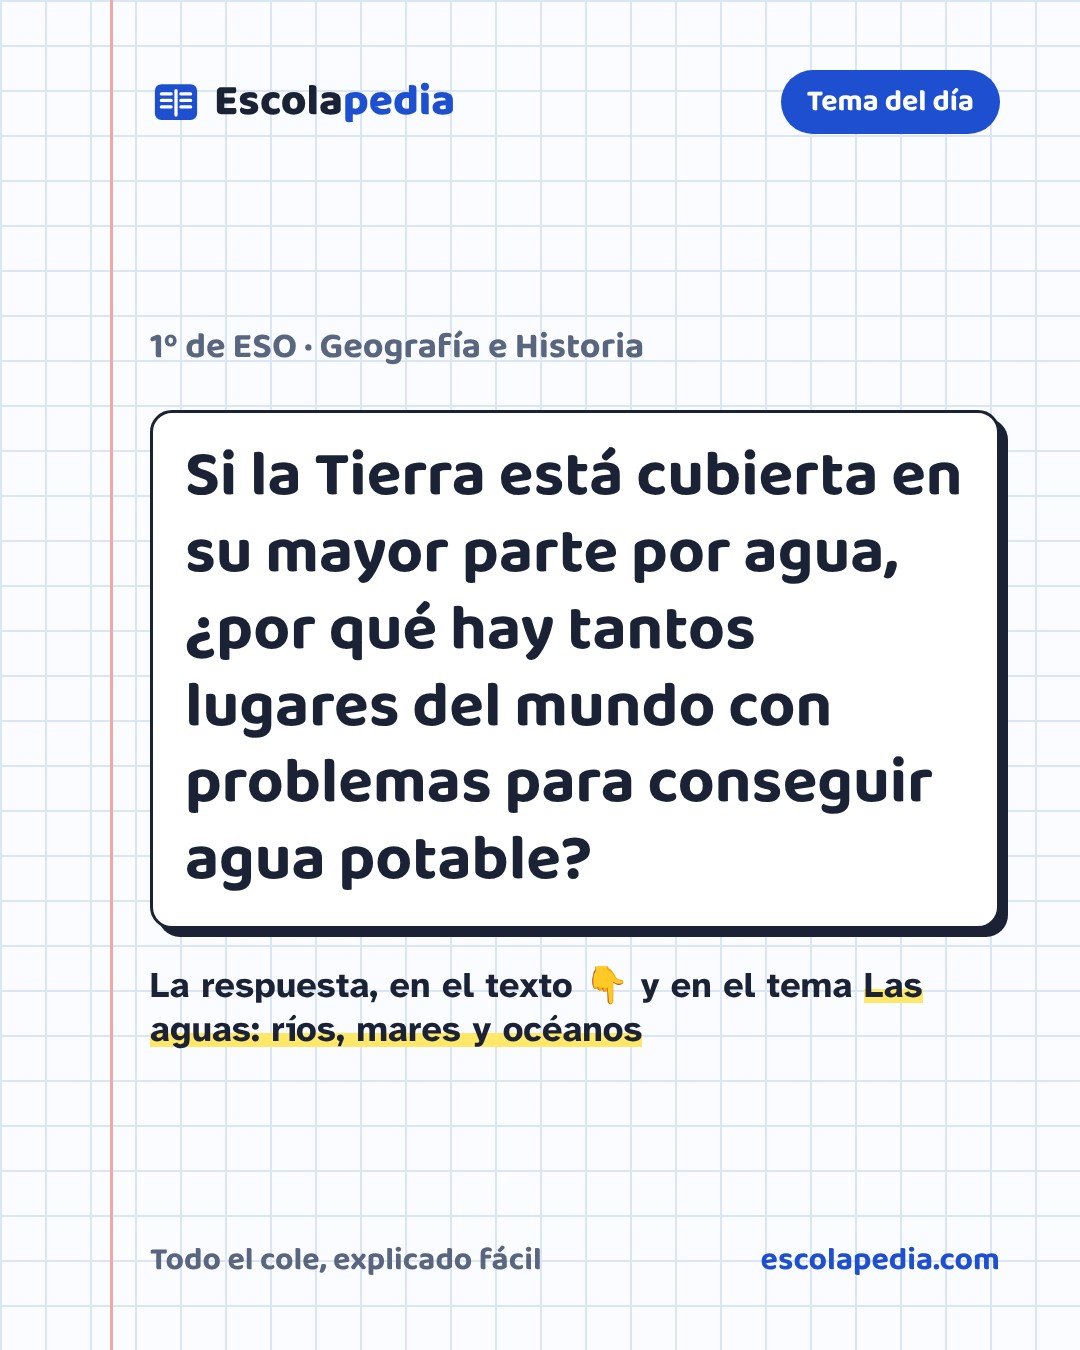 Escolapedia
Tema del día
1º de ESO · Geografía e Historia
Si la Tierra está cubierta en
su mayor parte por agua,
¿por qué hay tantos
lugares del mundo con
problemas para conseguir
agua potable?
La respuesta, en el texto 👇 y en el tema Las
aguas: ríos, mares y océanos
Todo el cole, explicado fácil
escolapedia.com